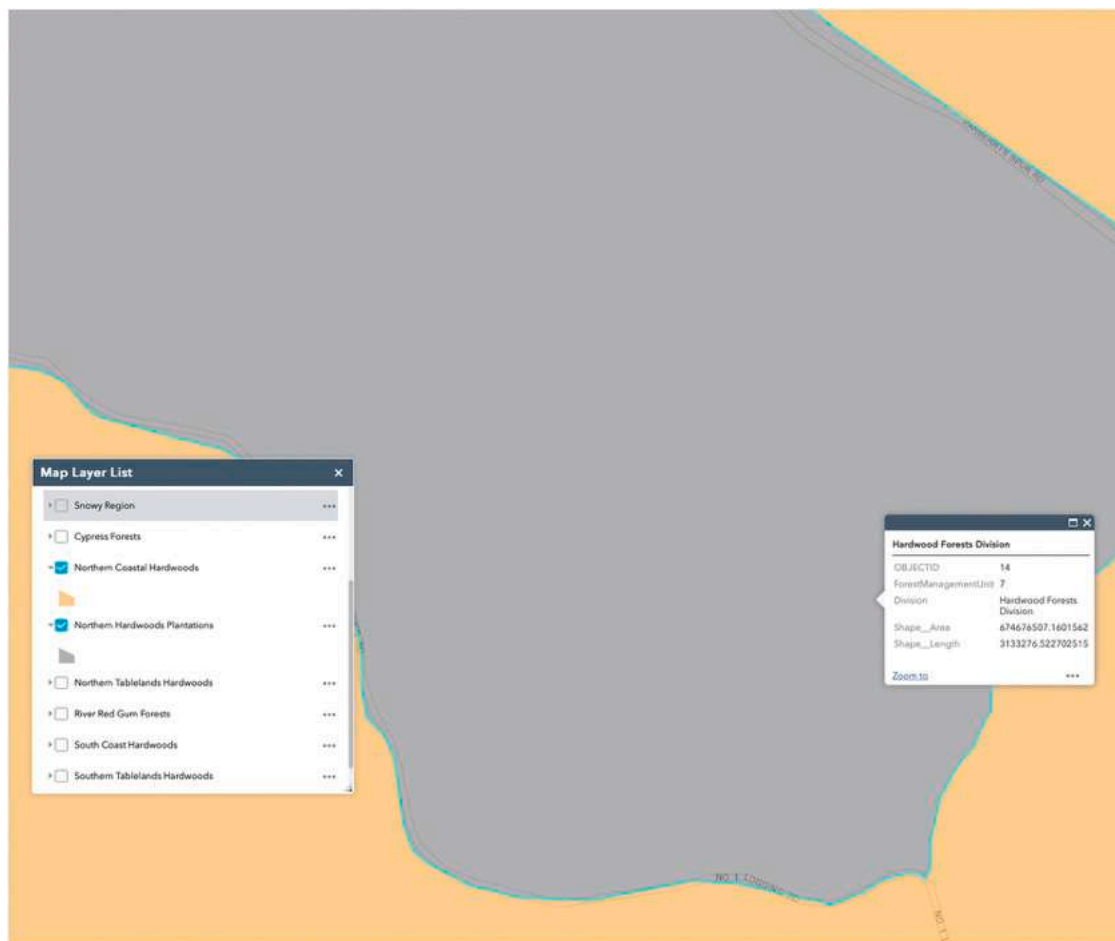 Map Layer List
Snowy Region
Cypress Forests
Northern Coastal Hardwoods
Northern Hardwoods Plantations
Northern Tablelands Hardwoods
River Red Gum Forests
South Coast Hardwoods
Southern Tablelands Hardwoods
Hardwood Forests Division
OBJECTID 14
ForestManagementUnit 7
Division Hardwood Forests
Division
Shape__Area 674676507.1601562
Shape__Length 3133276.522702515
Zoom to
NO.1 LOGGING RD
NO.1